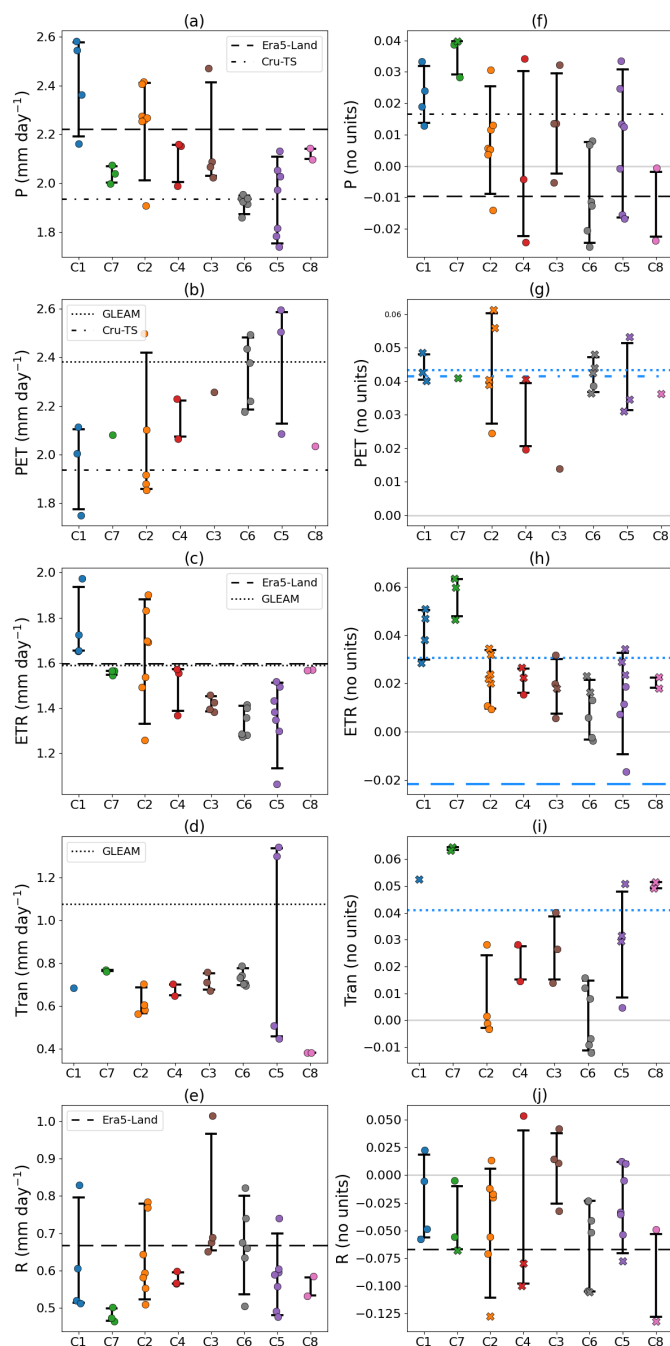 (a)
P (mm day⁻¹)
2.6
2.4
2.2
2.0
1.8
Era5-Land
Cru-TS
C1 C7 C2 C4 C3 C6 C5 C8
(f)
P (no units)
0.04
0.03
0.02
0.01
0.00
−0.01
−0.02
C1 C7 C2 C4 C3 C6 C5 C8
(b)
PET (mm day⁻¹)
2.6
2.4
2.2
2.0
1.8
GLEAM
Cru-TS
C1 C7 C2 C4 C3 C6 C5 C8
(g)
PET (no units)
0.06
0.05
0.04
0.03
0.02
0.01
0.00
C1 C7 C2 C4 C3 C6 C5 C8
(c)
ETR (mm day⁻¹)
2.0
1.8
1.6
1.4
1.2
Era5-Land
GLEAM
C1 C7 C2 C4 C3 C6 C5 C8
(h)
ETR (no units)
0.06
0.04
0.02
0.00
−0.02
C1 C7 C2 C4 C3 C6 C5 C8
(d)
Tran (mm day⁻¹)
1.2
1.0
0.8
0.6
0.4
GLEAM
C1 C7 C2 C4 C3 C6 C5 C8
(i)
Tran (no units)
0.06
0.05
0.04
0.03
0.02
0.01
0.00
−0.01
C1 C7 C2 C4 C3 C6 C5 C8
(e)
R (mm day⁻¹)
1.0
0.9
0.8
0.7
0.6
0.5
Era5-Land
C1 C7 C2 C4 C3 C6 C5 C8
(j)
R (no units)
0.050
0.025
0.000
−0.025
−0.050
−0.075
−0.100
−0.125
C1 C7 C2 C4 C3 C6 C5 C8